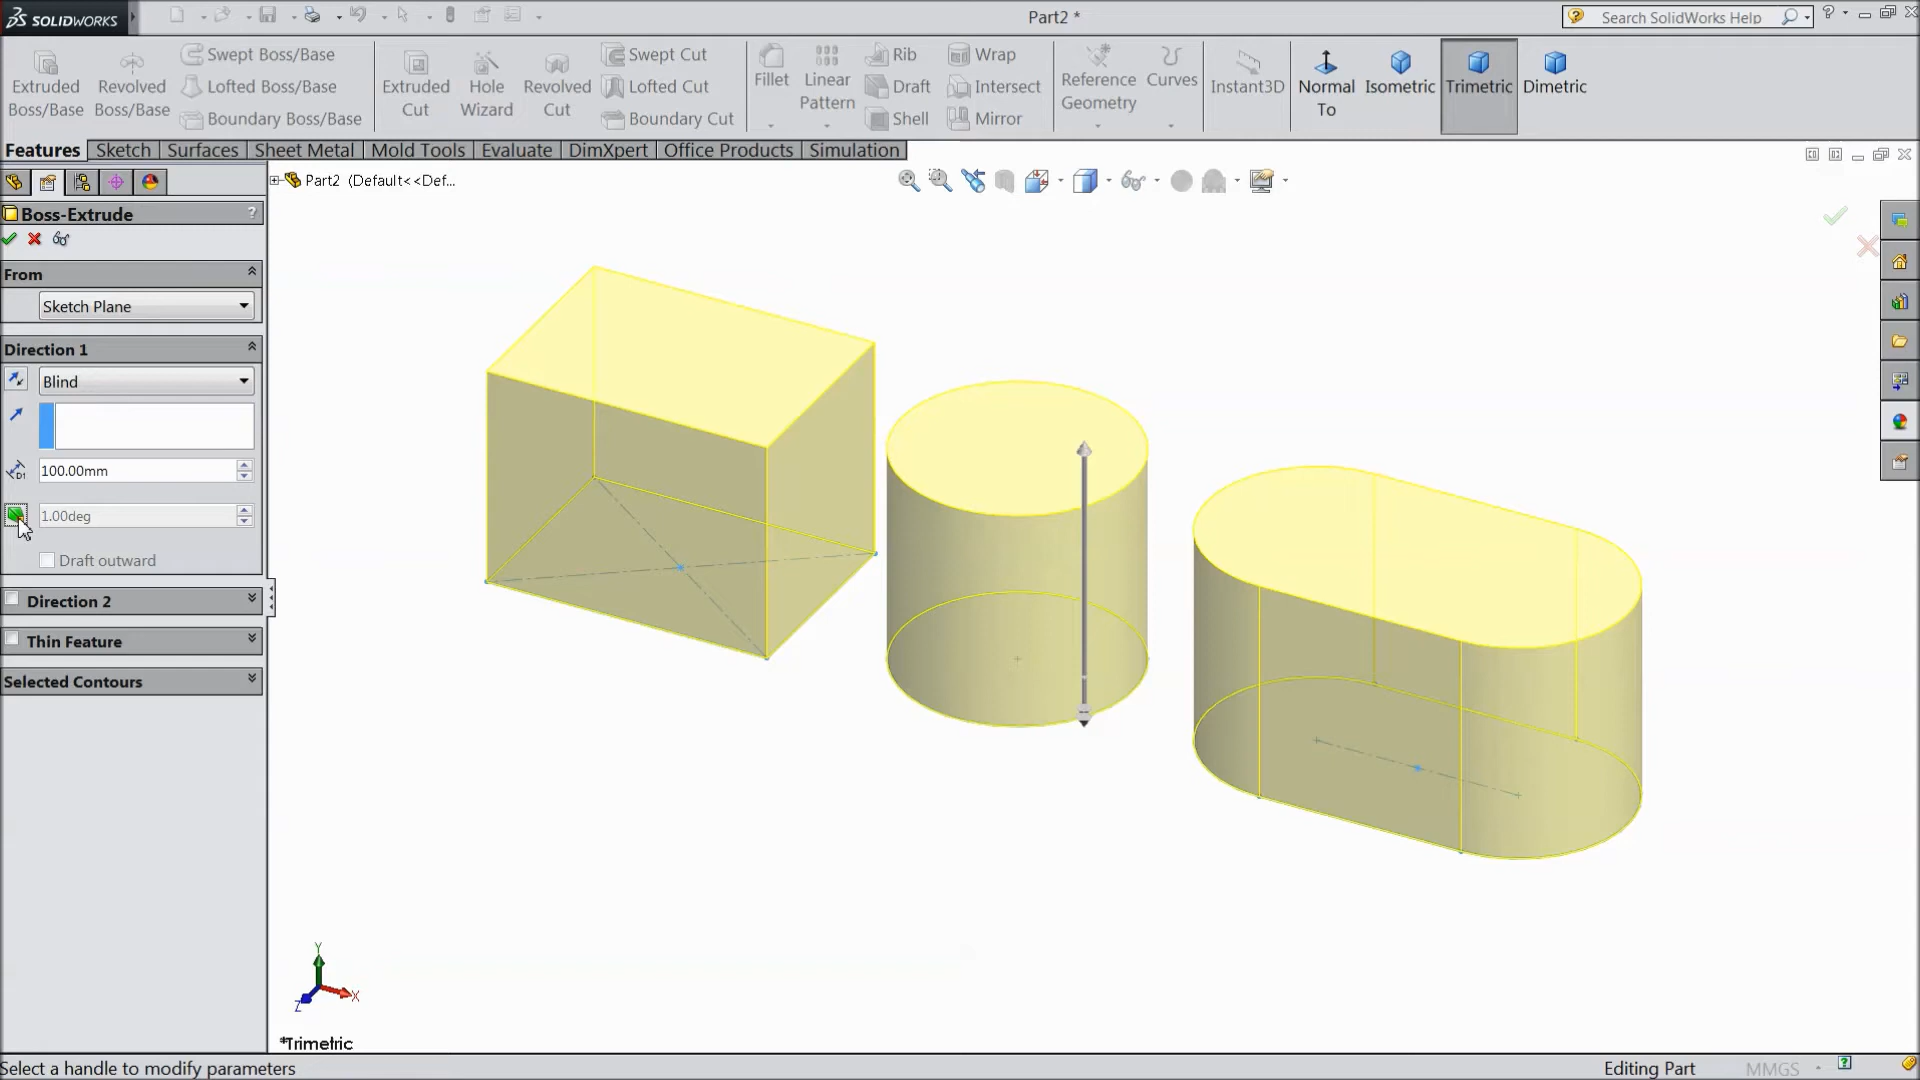 SOLIDWORKS
Part2 *
Search SolidWorks Help
Extruded Boss/Base
Revolved Boss/Base
Swept Boss/Base
Lofted Boss/Base
Boundary Boss/Base
Extruded Cut
Hole Wizard
Revolved Cut
Swept Cut
Lofted Cut
Boundary Cut
Fillet
Linear Pattern
Rib
Draft
Shell
Wrap
Intersect
Mirror
Reference Geometry
Curves
Instant3D
Normal To
Isometric
Trimetric
Dimetric
Features
Sketch
Surfaces
Sheet Metal
Mold Tools
Evaluate
DimXpert
Office Products
Simulation
Part2 (Default<<Def...
Boss-Extrude
?
From
Sketch Plane
Direction 1
Blind
D1
100.00mm
1.00deg
Draft outward
Direction 2
Thin Feature
Selected Contours
Y
X
Z
*Trimetric
Select a handle to modify parameters
Editing Part
MMGS